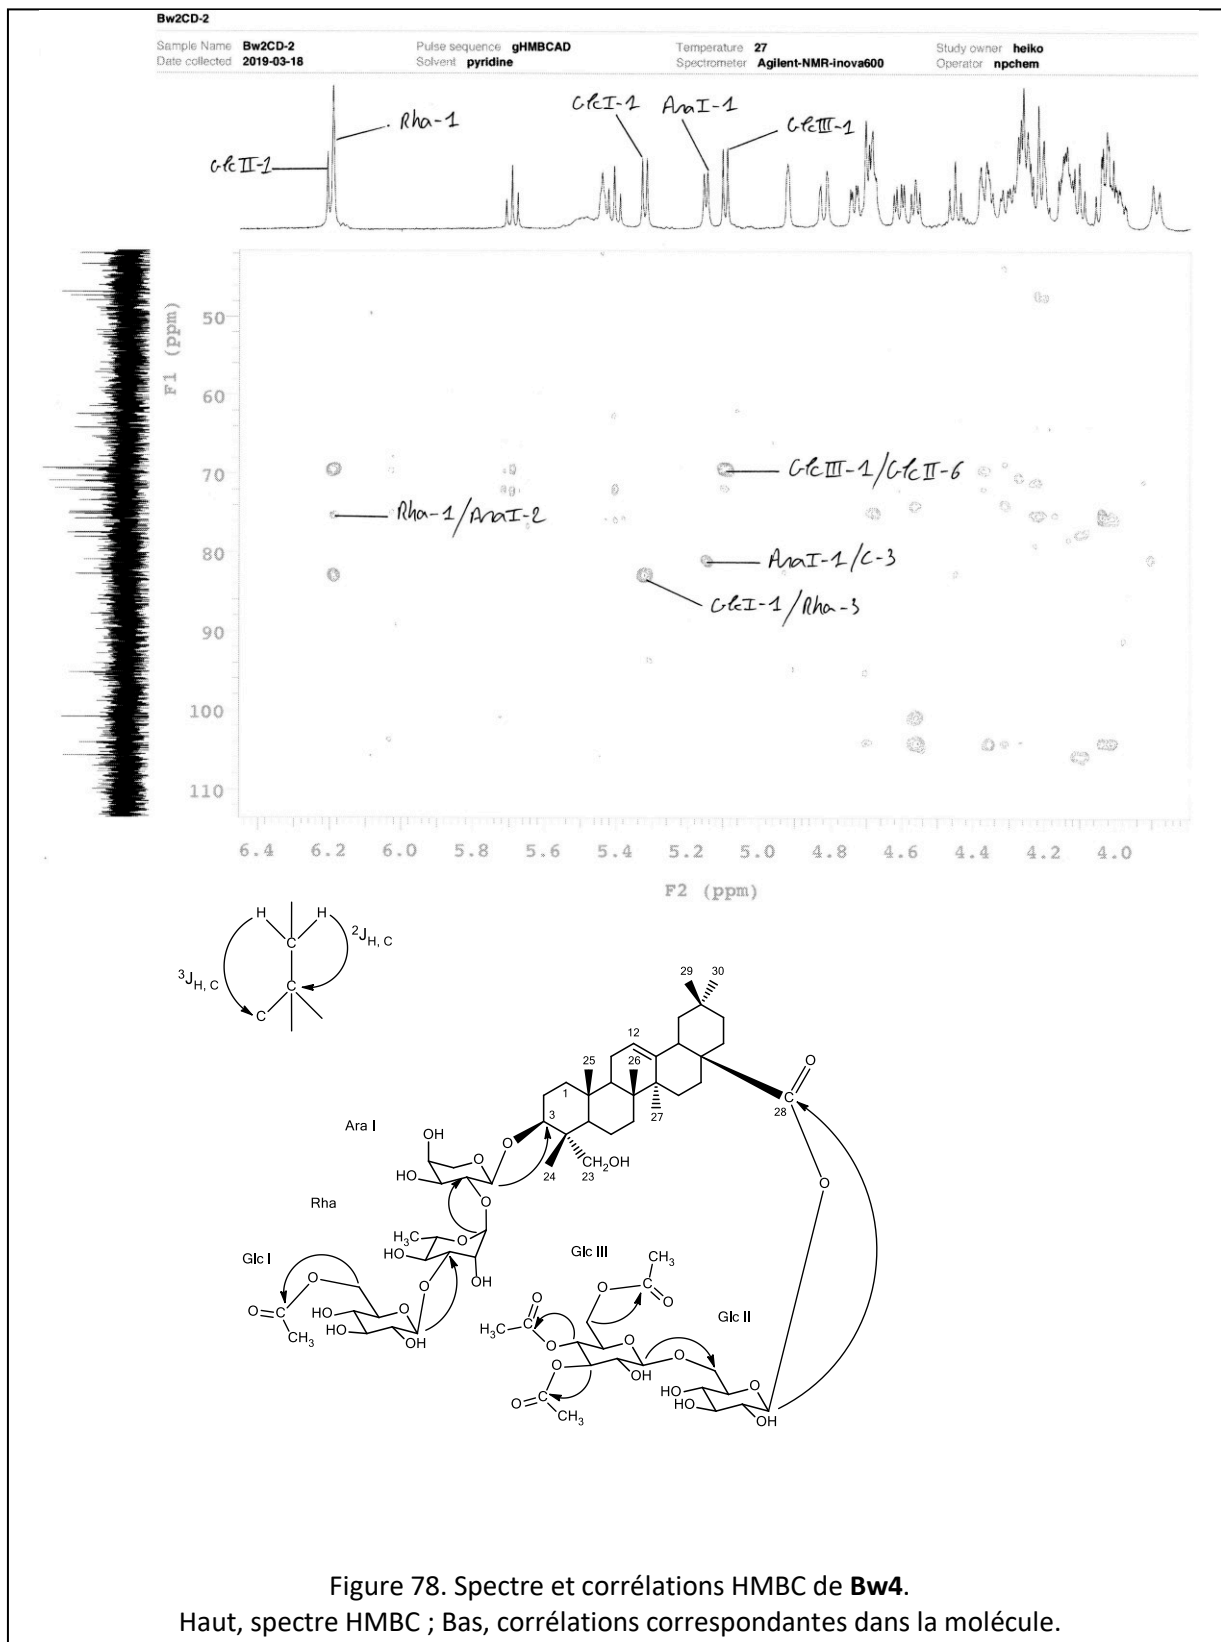 Bw2CD-2
Sample Name Bw2CD-2 Pulse sequence gHMBCAD Temperature 27 Study owner heiko
Date collected 2019-03-18 Solvent pyridine Spectrometer Agilent-NMR-inova600 Operator npchem
GlcII-1
Rha-1
GlcI-1
AraI-1
GlcIII-1
F1 (ppm)
50
60
70
80
90
100
110
GlcIII-1/GlcII-6
Rha-1/AraI-2
AraI-1/C-3
GlcI-1/Rha-3
6.4 6.2 6.0 5.8 5.6 5.4 5.2 5.0 4.8 4.6 4.4 4.2 4.0
F2 (ppm)
H H
²J H, C
C
³J H, C
C
C
29 30
12
25 26
O
1
C
28
3
27
Ara I
OH
O
O
CH₂OH
HO
24 23
O
O
Rha
H₃C
O
HO
Glc I
O
OH
Glc III
CH₃
O
C
O
O
C
O
O
HO
O
Glc II
H₃C
C
O
O
CH₃
HO
OH
O
O
OH
O
O
C
CH₃
HO
HO
OH
Figure 78. Spectre et corrélations HMBC de Bw4.
Haut, spectre HMBC ; Bas, corrélations correspondantes dans la molécule.